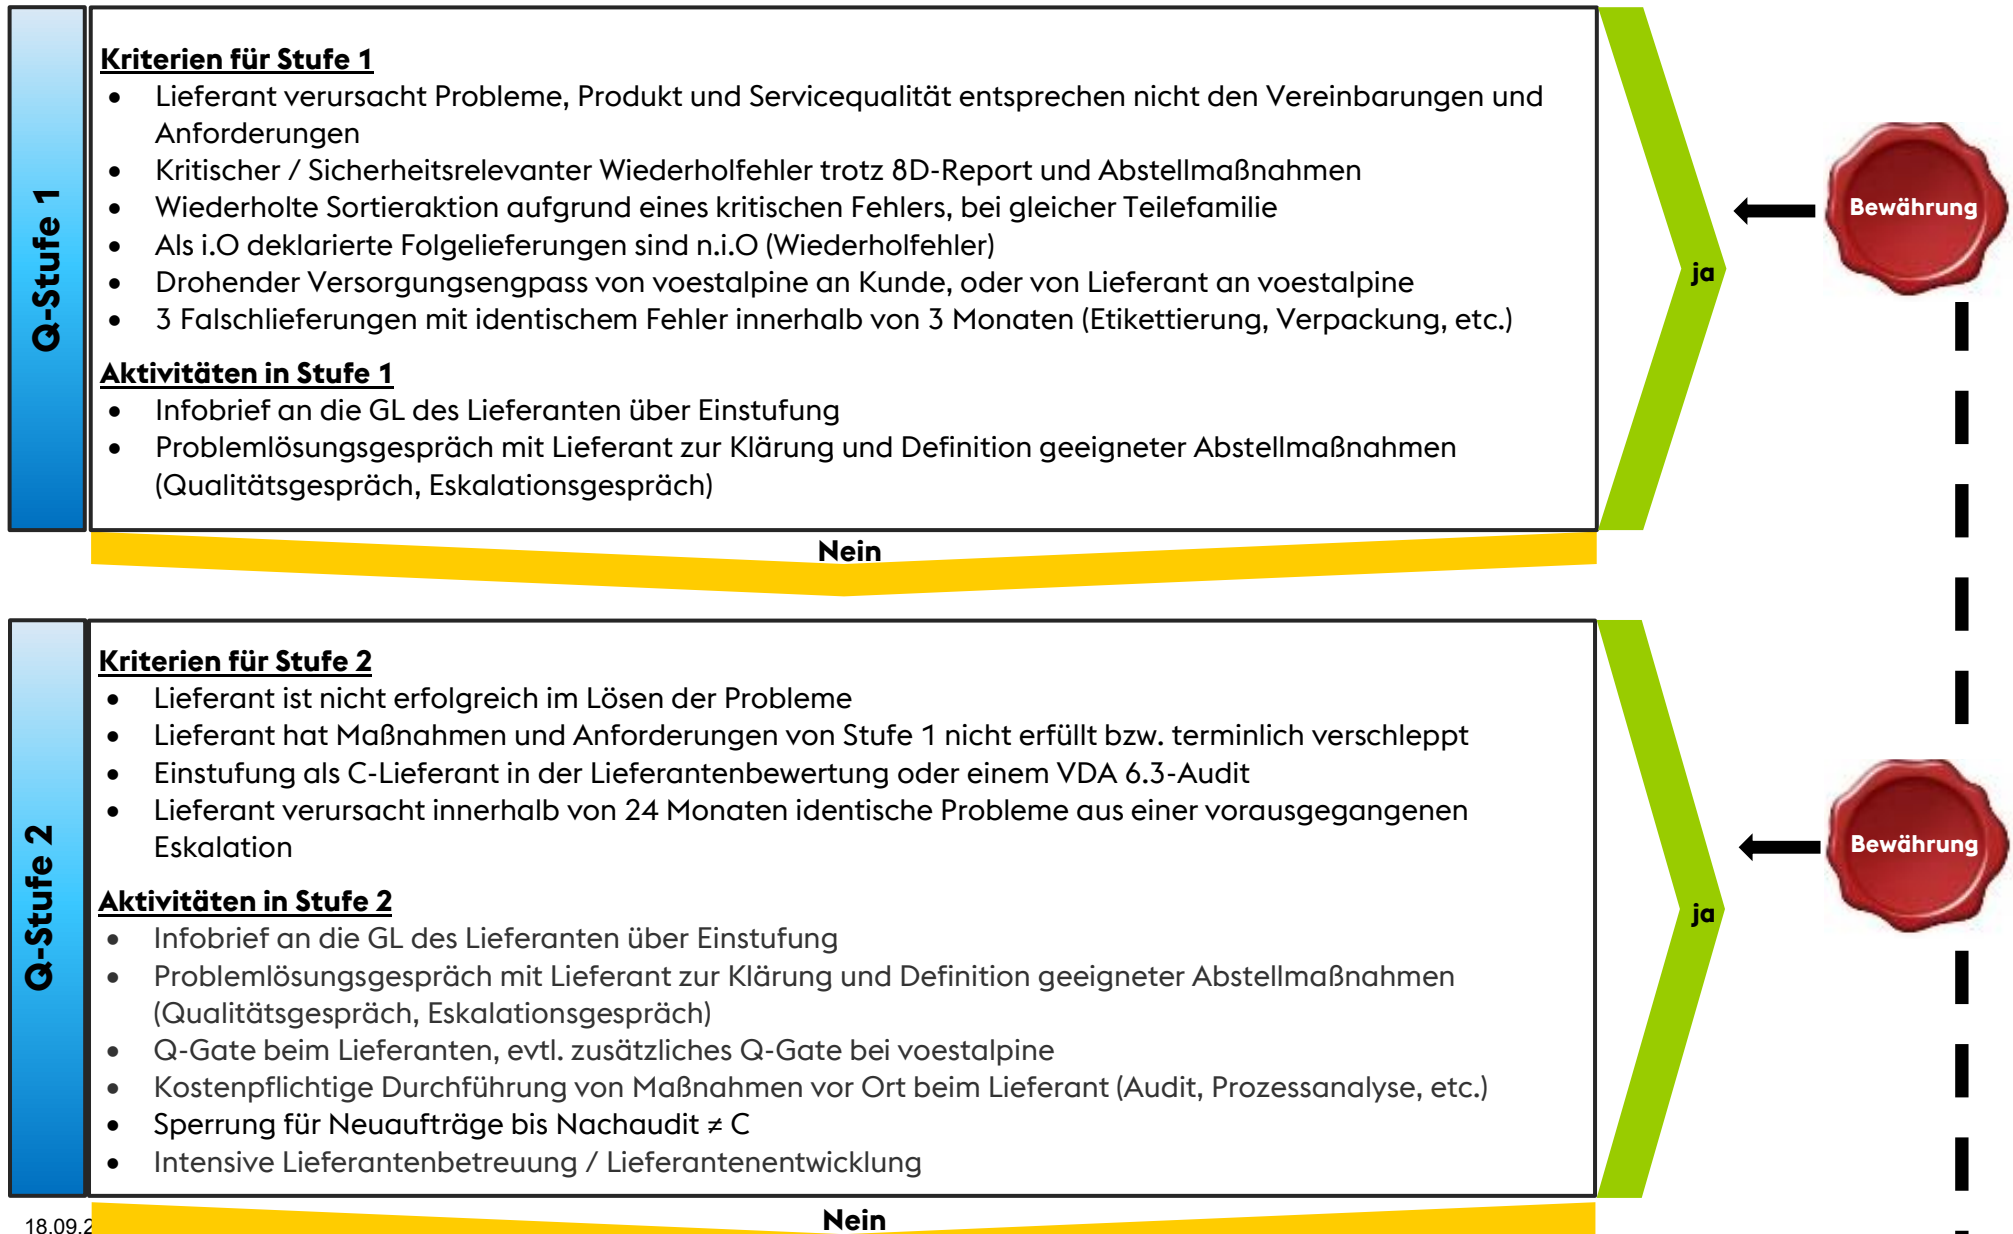 Q-Stufe 1
Kriterien für Stufe 1
• Lieferant verursacht Probleme, Produkt und Servicequalität entsprechen nicht den Vereinbarungen und
Anforderungen
• Kritischer / Sicherheitsrelevanter Wiederholfehler trotz 8D-Report und Abstellmaßnahmen
• Wiederholte Sortieraktion aufgrund eines kritischen Fehlers, bei gleicher Teilefamilie
• Als i.O deklarierte Folgelieferungen sind n.i.O (Wiederholfehler)
• Drohender Versorgungsengpass von voestalpine an Kunde, oder von Lieferant an voestalpine
• 3 Falschlieferungen mit identischem Fehler innerhalb von 3 Monaten (Etikettierung, Verpackung, etc.)
Aktivitäten in Stufe 1
• Infobrief an die GL des Lieferanten über Einstufung
• Problemlösungsgespräch mit Lieferant zur Klärung und Definition geeigneter Abstellmaßnahmen
(Qualitätsgespräch, Eskalationsgespräch)
ja
Bewährung
Nein
Q-Stufe 2
Kriterien für Stufe 2
• Lieferant ist nicht erfolgreich im Lösen der Probleme
• Lieferant hat Maßnahmen und Anforderungen von Stufe 1 nicht erfüllt bzw. terminlich verschleppt
• Einstufung als C-Lieferant in der Lieferantenbewertung oder einem VDA 6.3-Audit
• Lieferant verursacht innerhalb von 24 Monaten identische Probleme aus einer vorausgegangenen
Eskalation
Aktivitäten in Stufe 2
• Infobrief an die GL des Lieferanten über Einstufung
• Problemlösungsgespräch mit Lieferant zur Klärung und Definition geeigneter Abstellmaßnahmen
(Qualitätsgespräch, Eskalationsgespräch)
• Q-Gate beim Lieferanten, evtl. zusätzliches Q-Gate bei voestalpine
• Kostenpflichtige Durchführung von Maßnahmen vor Ort beim Lieferant (Audit, Prozessanalyse, etc.)
• Sperrung für Neuaufträge bis Nachaudit ≠ C
• Intensive Lieferantenbetreuung / Lieferantenentwicklung
ja
Bewährung
Nein
18.09.2